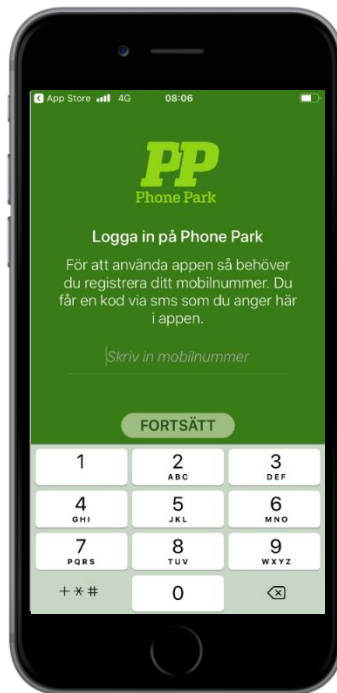 App Store 4G 08:06
PP
Phone Park
Logga in på Phone Park
För att använda appen så behöver
du registrera ditt mobilnummer. Du
får en kod via sms som du anger här
i appen.
Skriv in mobilnummer
FORTSÄTT
1 2 3
ABC DEF
4 5 6
GHI JKL MNO
7 8 9
PQRS TUV WXYZ
+ * # 0